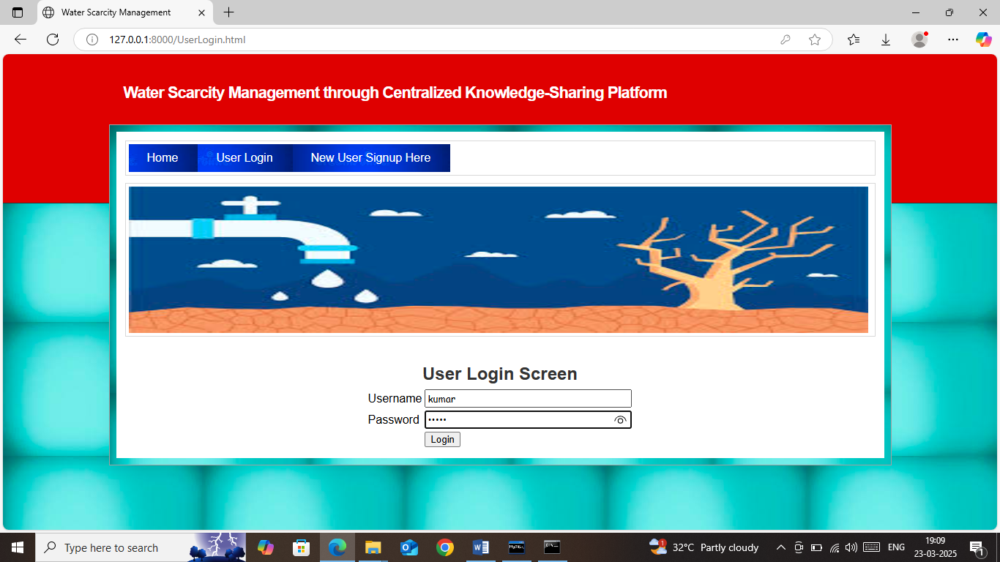 Water Scarcity Management
127.0.0.1:8000/UserLogin.html
Water Scarcity Management through Centralized Knowledge-Sharing Platform
Home User Login New User Signup Here
User Login Screen
Username kumar
Password •••••
Login
Type here to search
1
32°C Partly cloudy
ENG
19:09
23-03-2025
1